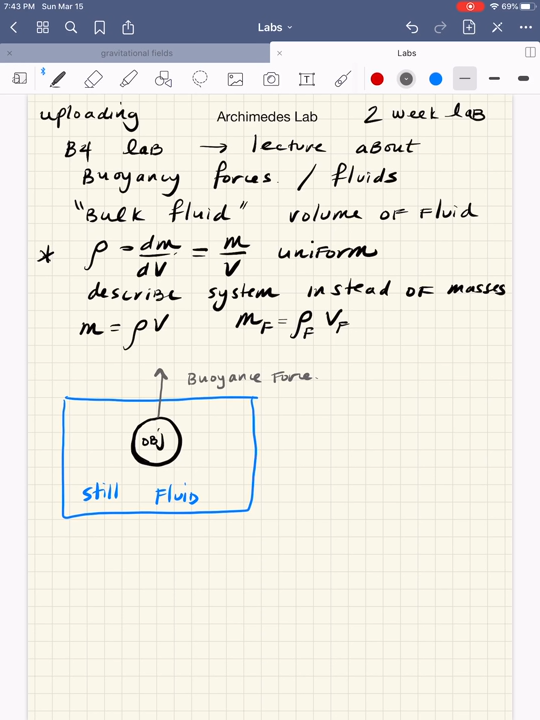 7:43 PM Sun Mar 15
69%
Labs
gravitational fields
Labs
uploading Archimedes Lab 2 week lab
B4 lab → lecture about
Buoyancy forces. / fluids
"Bulk fluid" volume of Fluid
* ρ = dm/dV = m/V uniform
describe system instead of masses
m = ρV m_F = ρ_F V_F
Buoyance Force.
OBJ
Still Fluid